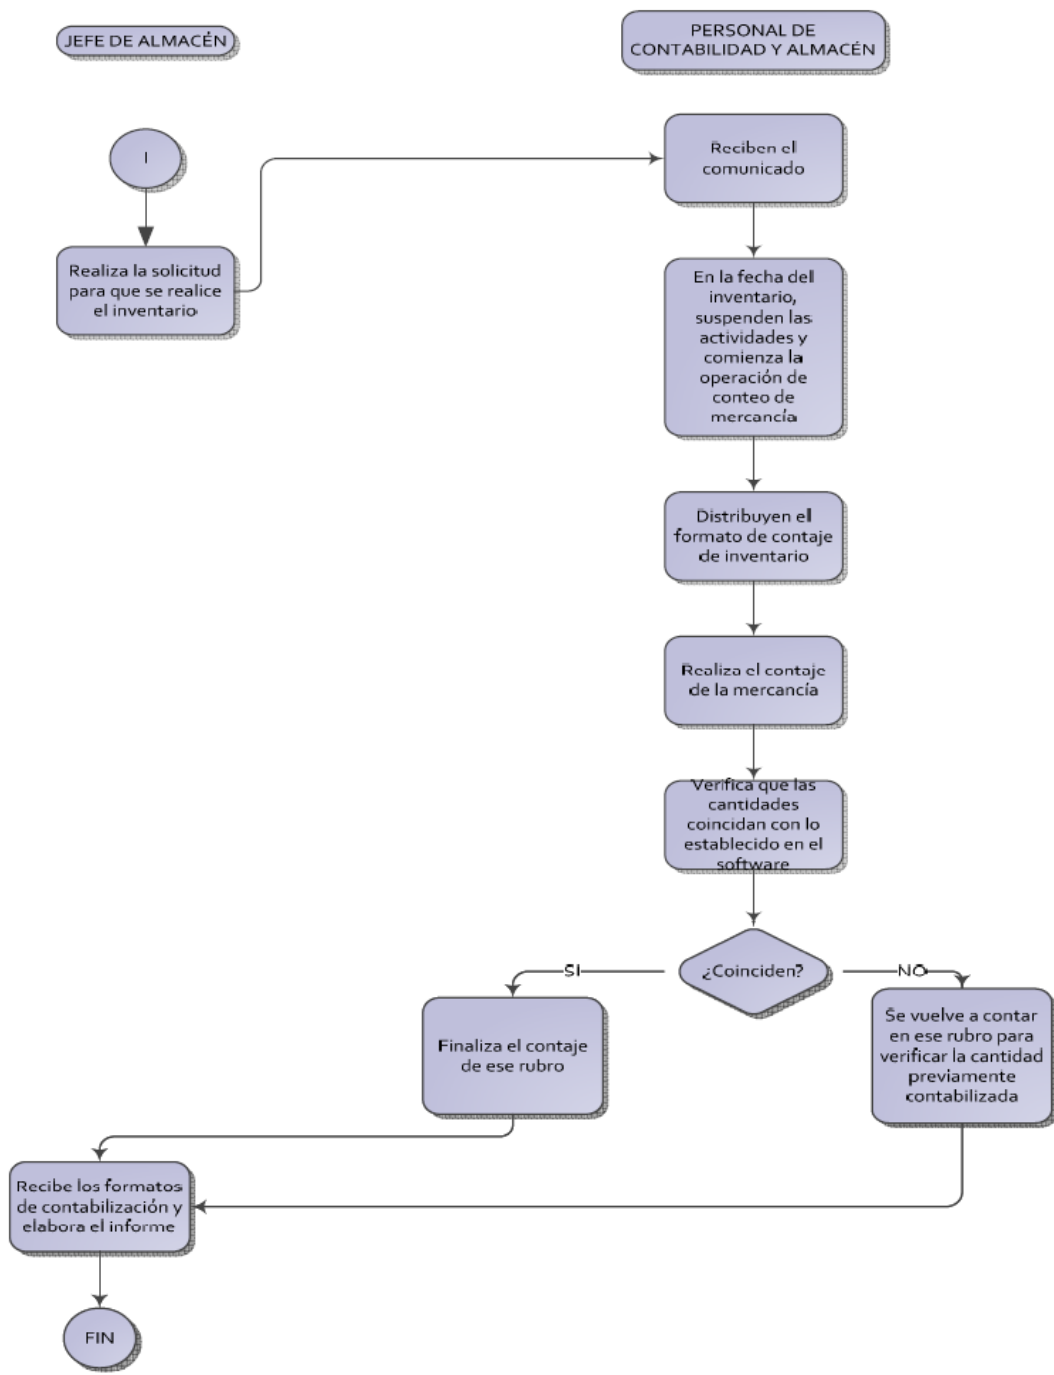 JEFE DE ALMACÉN
PERSONAL DE
CONTABILIDAD Y ALMACÉN
I
Realiza la solicitud
para que se realice
el inventario
Reciben el
comunicado
En la fecha del
inventario,
suspenden las
actividades y
comienza la
operación de
conteo de
mercancía
Distribuyen el
formato de contaje
de inventario
Realiza el contaje
de la mercancía
Verifica que las
cantidades
coincidan con lo
establecido en el
software
¿Coinciden?
SI
NO
Finaliza el contaje
de ese rubro
Se vuelve a contar
en ese rubro para
verificar la cantidad
previamente
contabilizada
Recibe los formatos
de contabilización y
elabora el informe
FIN